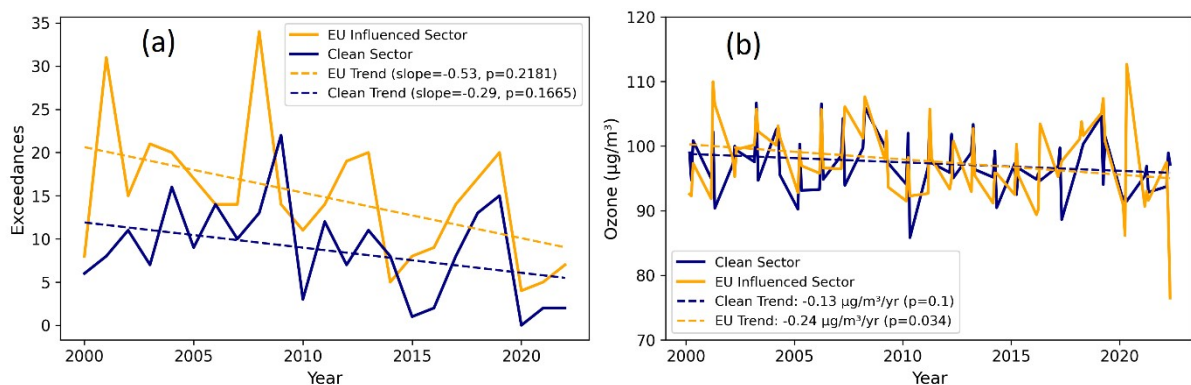 (a)
EU Influenced Sector
Clean Sector
EU Trend (slope=-0.53, p=0.2181)
Clean Trend (slope=-0.29, p=0.1665)
Exceedances
35
30
25
20
15
10
5
0
2000
2005
2010
2015
2020
Year
(b)
Ozone (µg/m³)
120
110
100
90
80
70
Clean Sector
EU Influenced Sector
Clean Trend: -0.13 µg/m³/yr (p=0.1)
EU Trend: -0.24 µg/m³/yr (p=0.034)
2000
2005
2010
2015
2020
Year